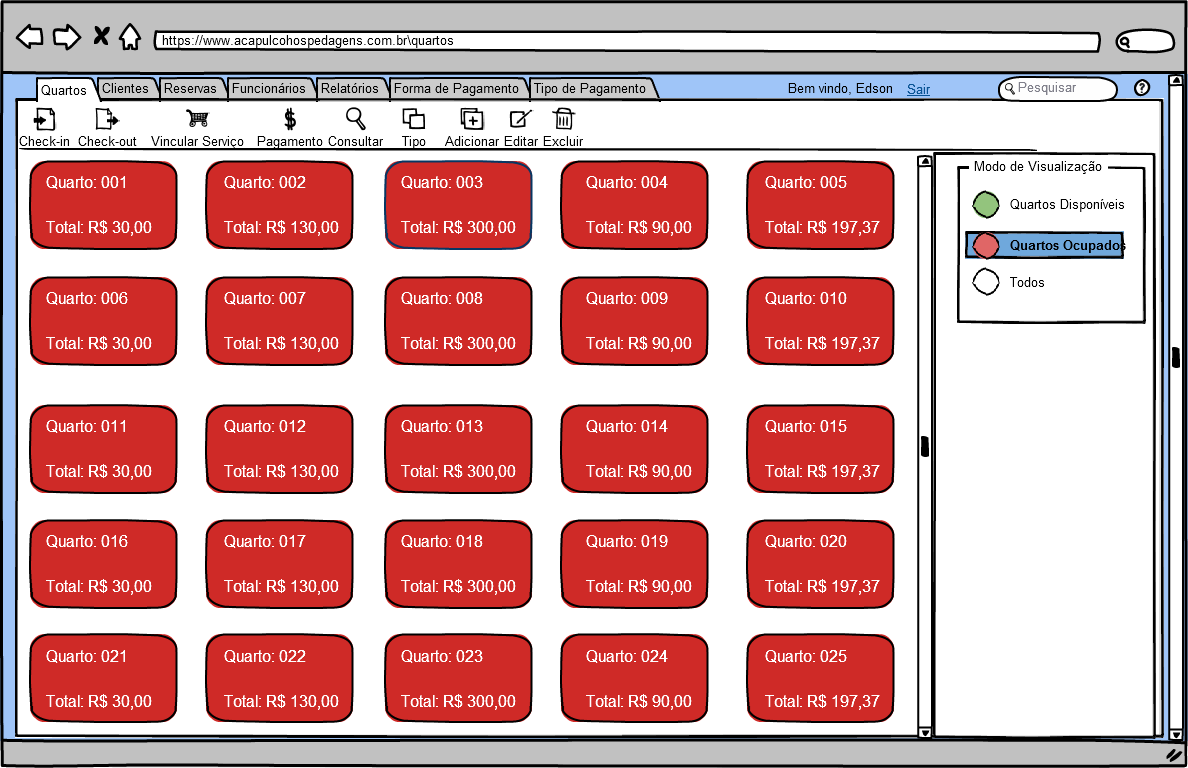 https://www.acapulcohospedagens.com.br\quartos
Quartos Clientes Reservas Funcionários Relatórios Forma de Pagamento Tipo de Pagamento Bem vindo, Edson Sair Pesquisar ?
Check-in Check-out Vincular Serviço Pagamento Consultar Tipo Adicionar Editar Excluir
Quarto: 001 Quarto: 002 Quarto: 003 Quarto: 004 Quarto: 005
Total: R$ 30,00 Total: R$ 130,00 Total: R$ 300,00 Total: R$ 90,00 Total: R$ 197,37
Quarto: 006 Quarto: 007 Quarto: 008 Quarto: 009 Quarto: 010
Total: R$ 30,00 Total: R$ 130,00 Total: R$ 300,00 Total: R$ 90,00 Total: R$ 197,37
Quarto: 011 Quarto: 012 Quarto: 013 Quarto: 014 Quarto: 015
Total: R$ 30,00 Total: R$ 130,00 Total: R$ 300,00 Total: R$ 90,00 Total: R$ 197,37
Quarto: 016 Quarto: 017 Quarto: 018 Quarto: 019 Quarto: 020
Total: R$ 30,00 Total: R$ 130,00 Total: R$ 300,00 Total: R$ 90,00 Total: R$ 197,37
Quarto: 021 Quarto: 022 Quarto: 023 Quarto: 024 Quarto: 025
Total: R$ 30,00 Total: R$ 130,00 Total: R$ 300,00 Total: R$ 90,00 Total: R$ 197,37
Modo de Visualização
Quartos Disponíveis
Quartos Ocupados
Todos